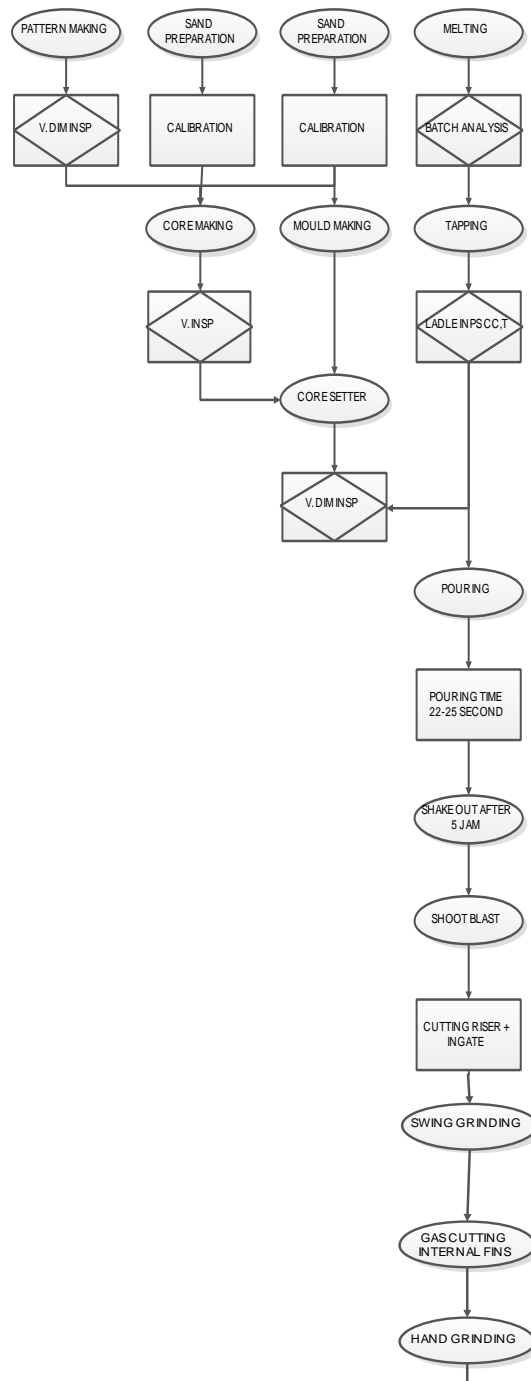 PATTERN MAKING
SAND
PREPARATION
SAND
PREPARATION
MELTING
V. DIM INSP
CALIBRATION
CALIBRATION
BATCH ANALYSIS
CORE MAKING
MOULD MAKING
TAPPING
V. INSP
LADLE INPS CC,T
CORE SETTER
V. DIM INSP
POURING
POURING TIME
22-25 SECOND
SHAKE OUT AFTER
5 JAM
SHOOT BLAST
CUTTING RISER +
INGATE
SWING GRINDING
GAS CUTTING
INTERNAL FINS
HAND GRINDING